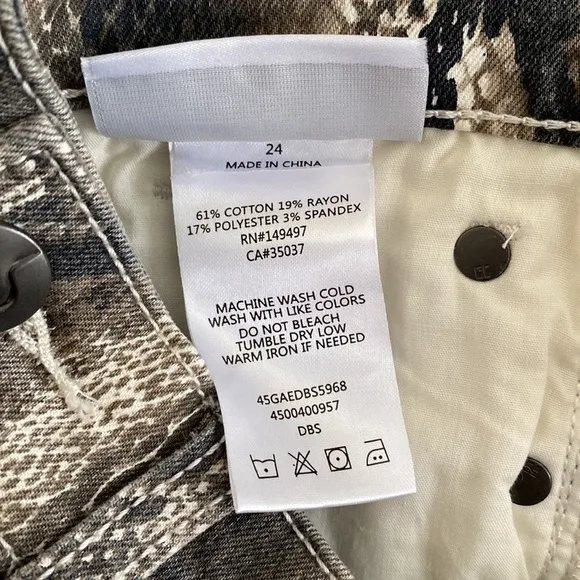 24
MADE IN CHINA
61% COTTON 19% RAYON
17% POLYESTER 3% SPANDEX
RN#149497
CA#35037
MACHINE WASH COLD
WASH WITH LIKE COLORS
DO NOT BLEACH
TUMBLE DRY LOW
WARM IRON IF NEEDED
45GAEDBS5968
4500400957
DBS